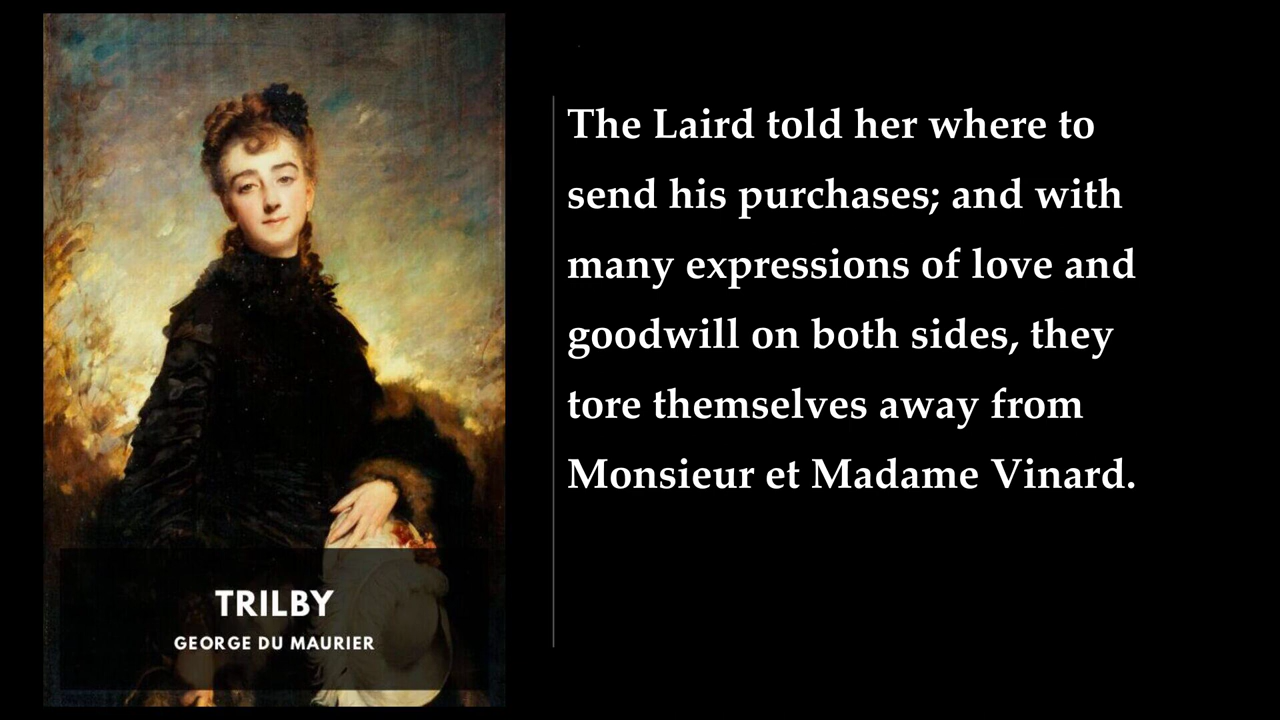 The Laird told her where to
send his purchases; and with
many expressions of love and
goodwill on both sides, they
tore themselves away from
Monsieur et Madame Vinard.
TRILBY
GEORGE DU MAURIER